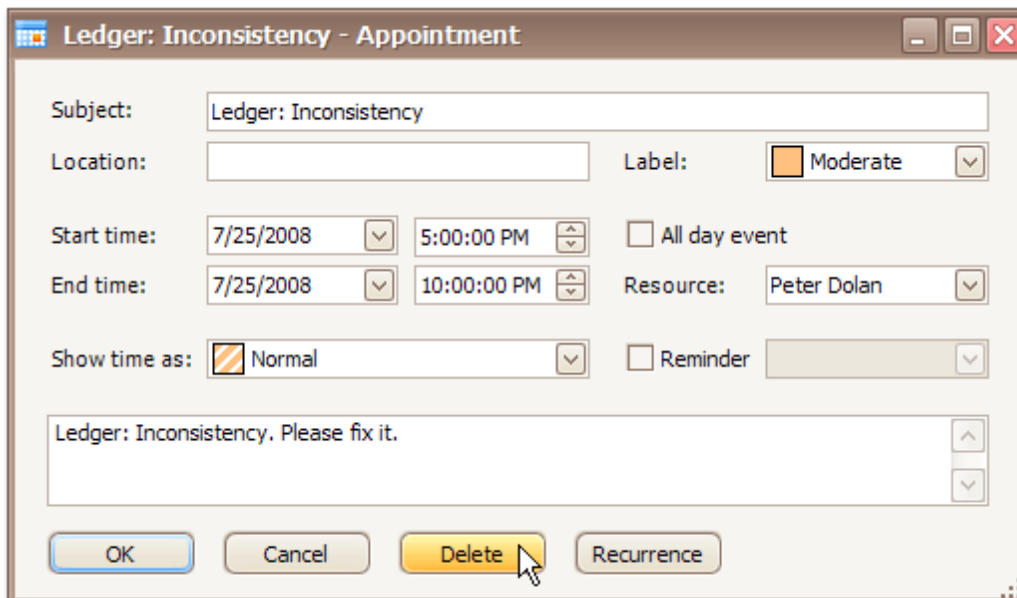 Ledger: Inconsistency - Appointment
Subject: Ledger: Inconsistency
Location: Label: Moderate
Start time: 7/25/2008 5:00:00 PM All day event
End time: 7/25/2008 10:00:00 PM Resource: Peter Dolan
Show time as: Normal Reminder
Ledger: Inconsistency. Please fix it.
OK Cancel Delete Recurrence